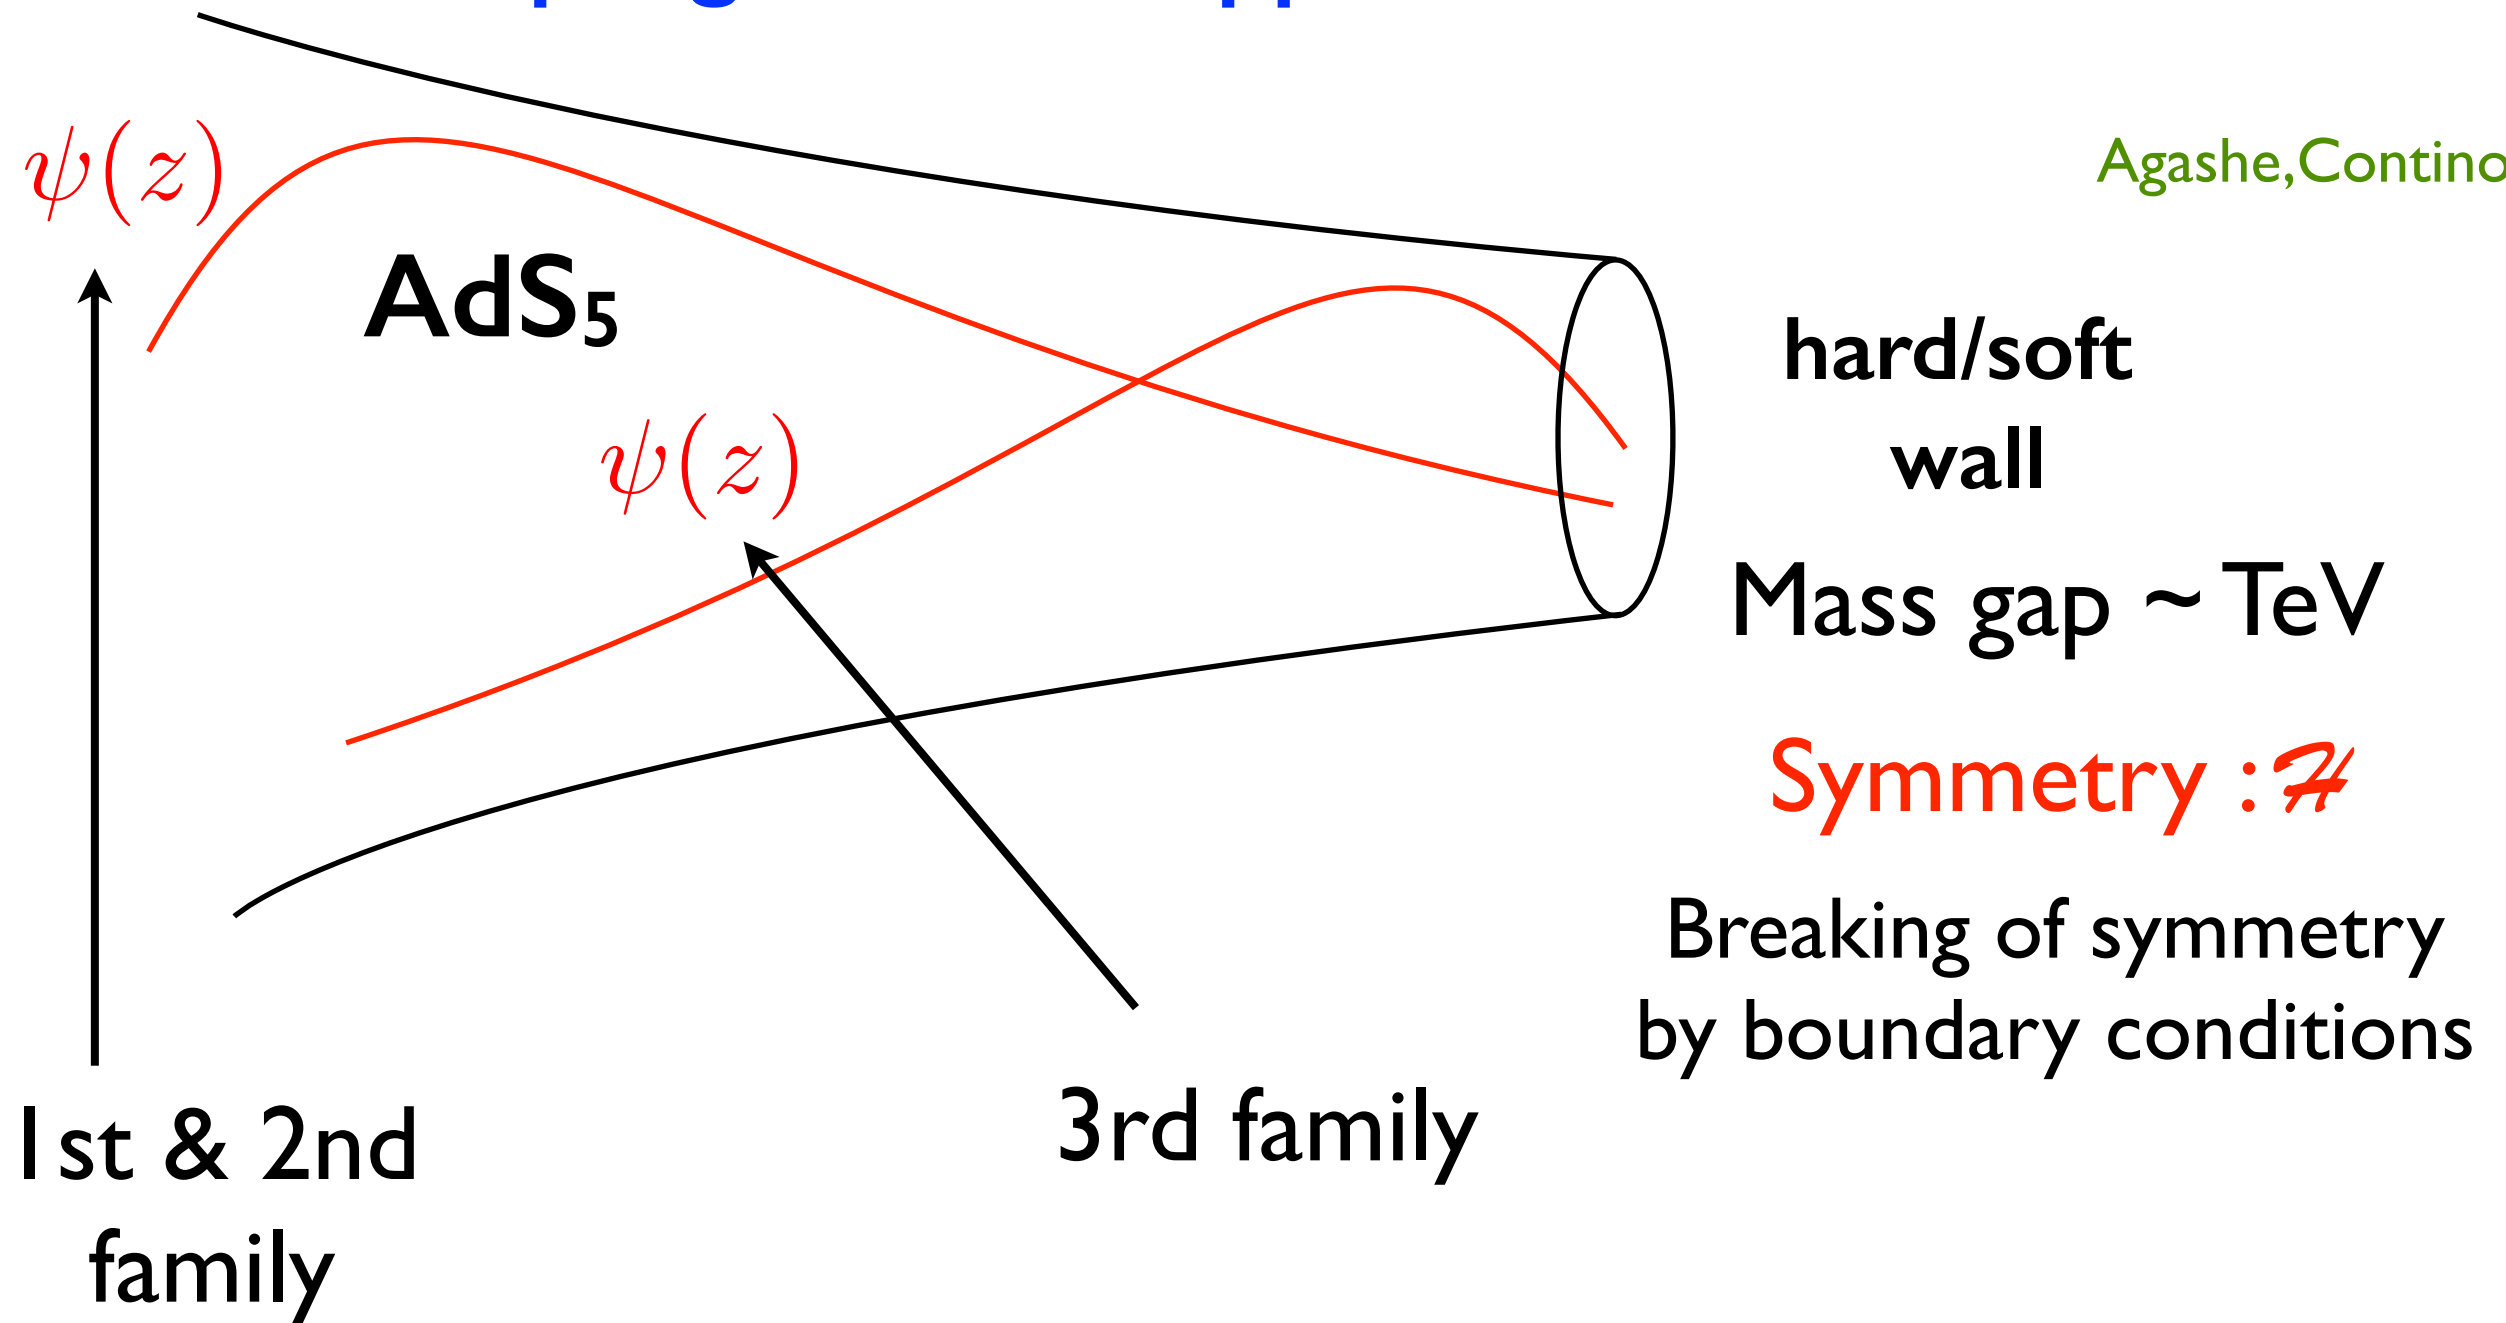 ψ(z)
Agashe,Contino
AdS5
hard/soft
wall
ψ(z)
Mass gap ~ TeV
Symmetry : H
Breaking of symmetry
by boundary conditions
1st & 2nd
family
3rd family